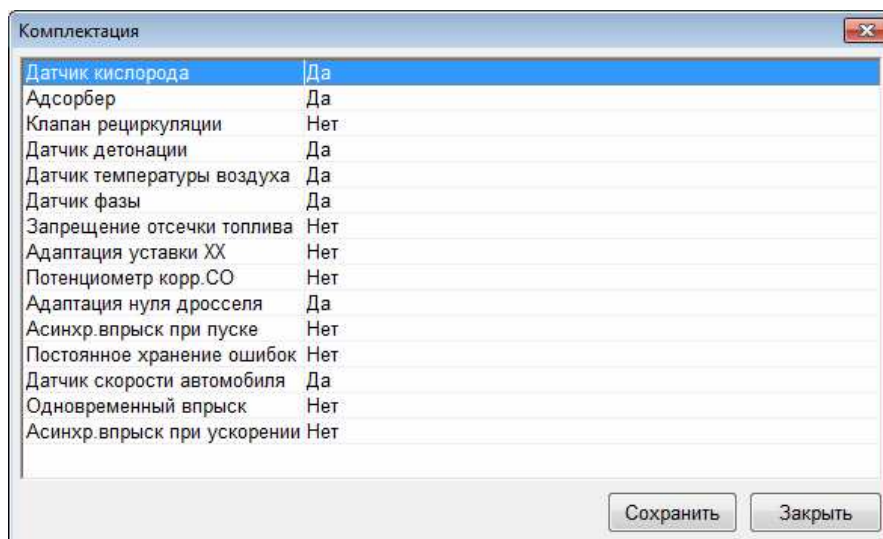 Комплектация
Датчик кислорода Да
Адсорбер Да
Клапан рециркуляции Нет
Датчик детонации Да
Датчик температуры воздуха Да
Датчик фазы Да
Запрещение отсечки топлива Нет
Адаптация уставки ХХ Нет
Потенциометр корр.СО Нет
Адаптация нуля дросселя Да
Асинхр.впрыск при пуске Нет
Постоянное хранение ошибок Нет
Датчик скорости автомобиля Да
Одновременный впрыск Нет
Асинхр.впрыск при ускорении Нет
Сохранить Закрыть